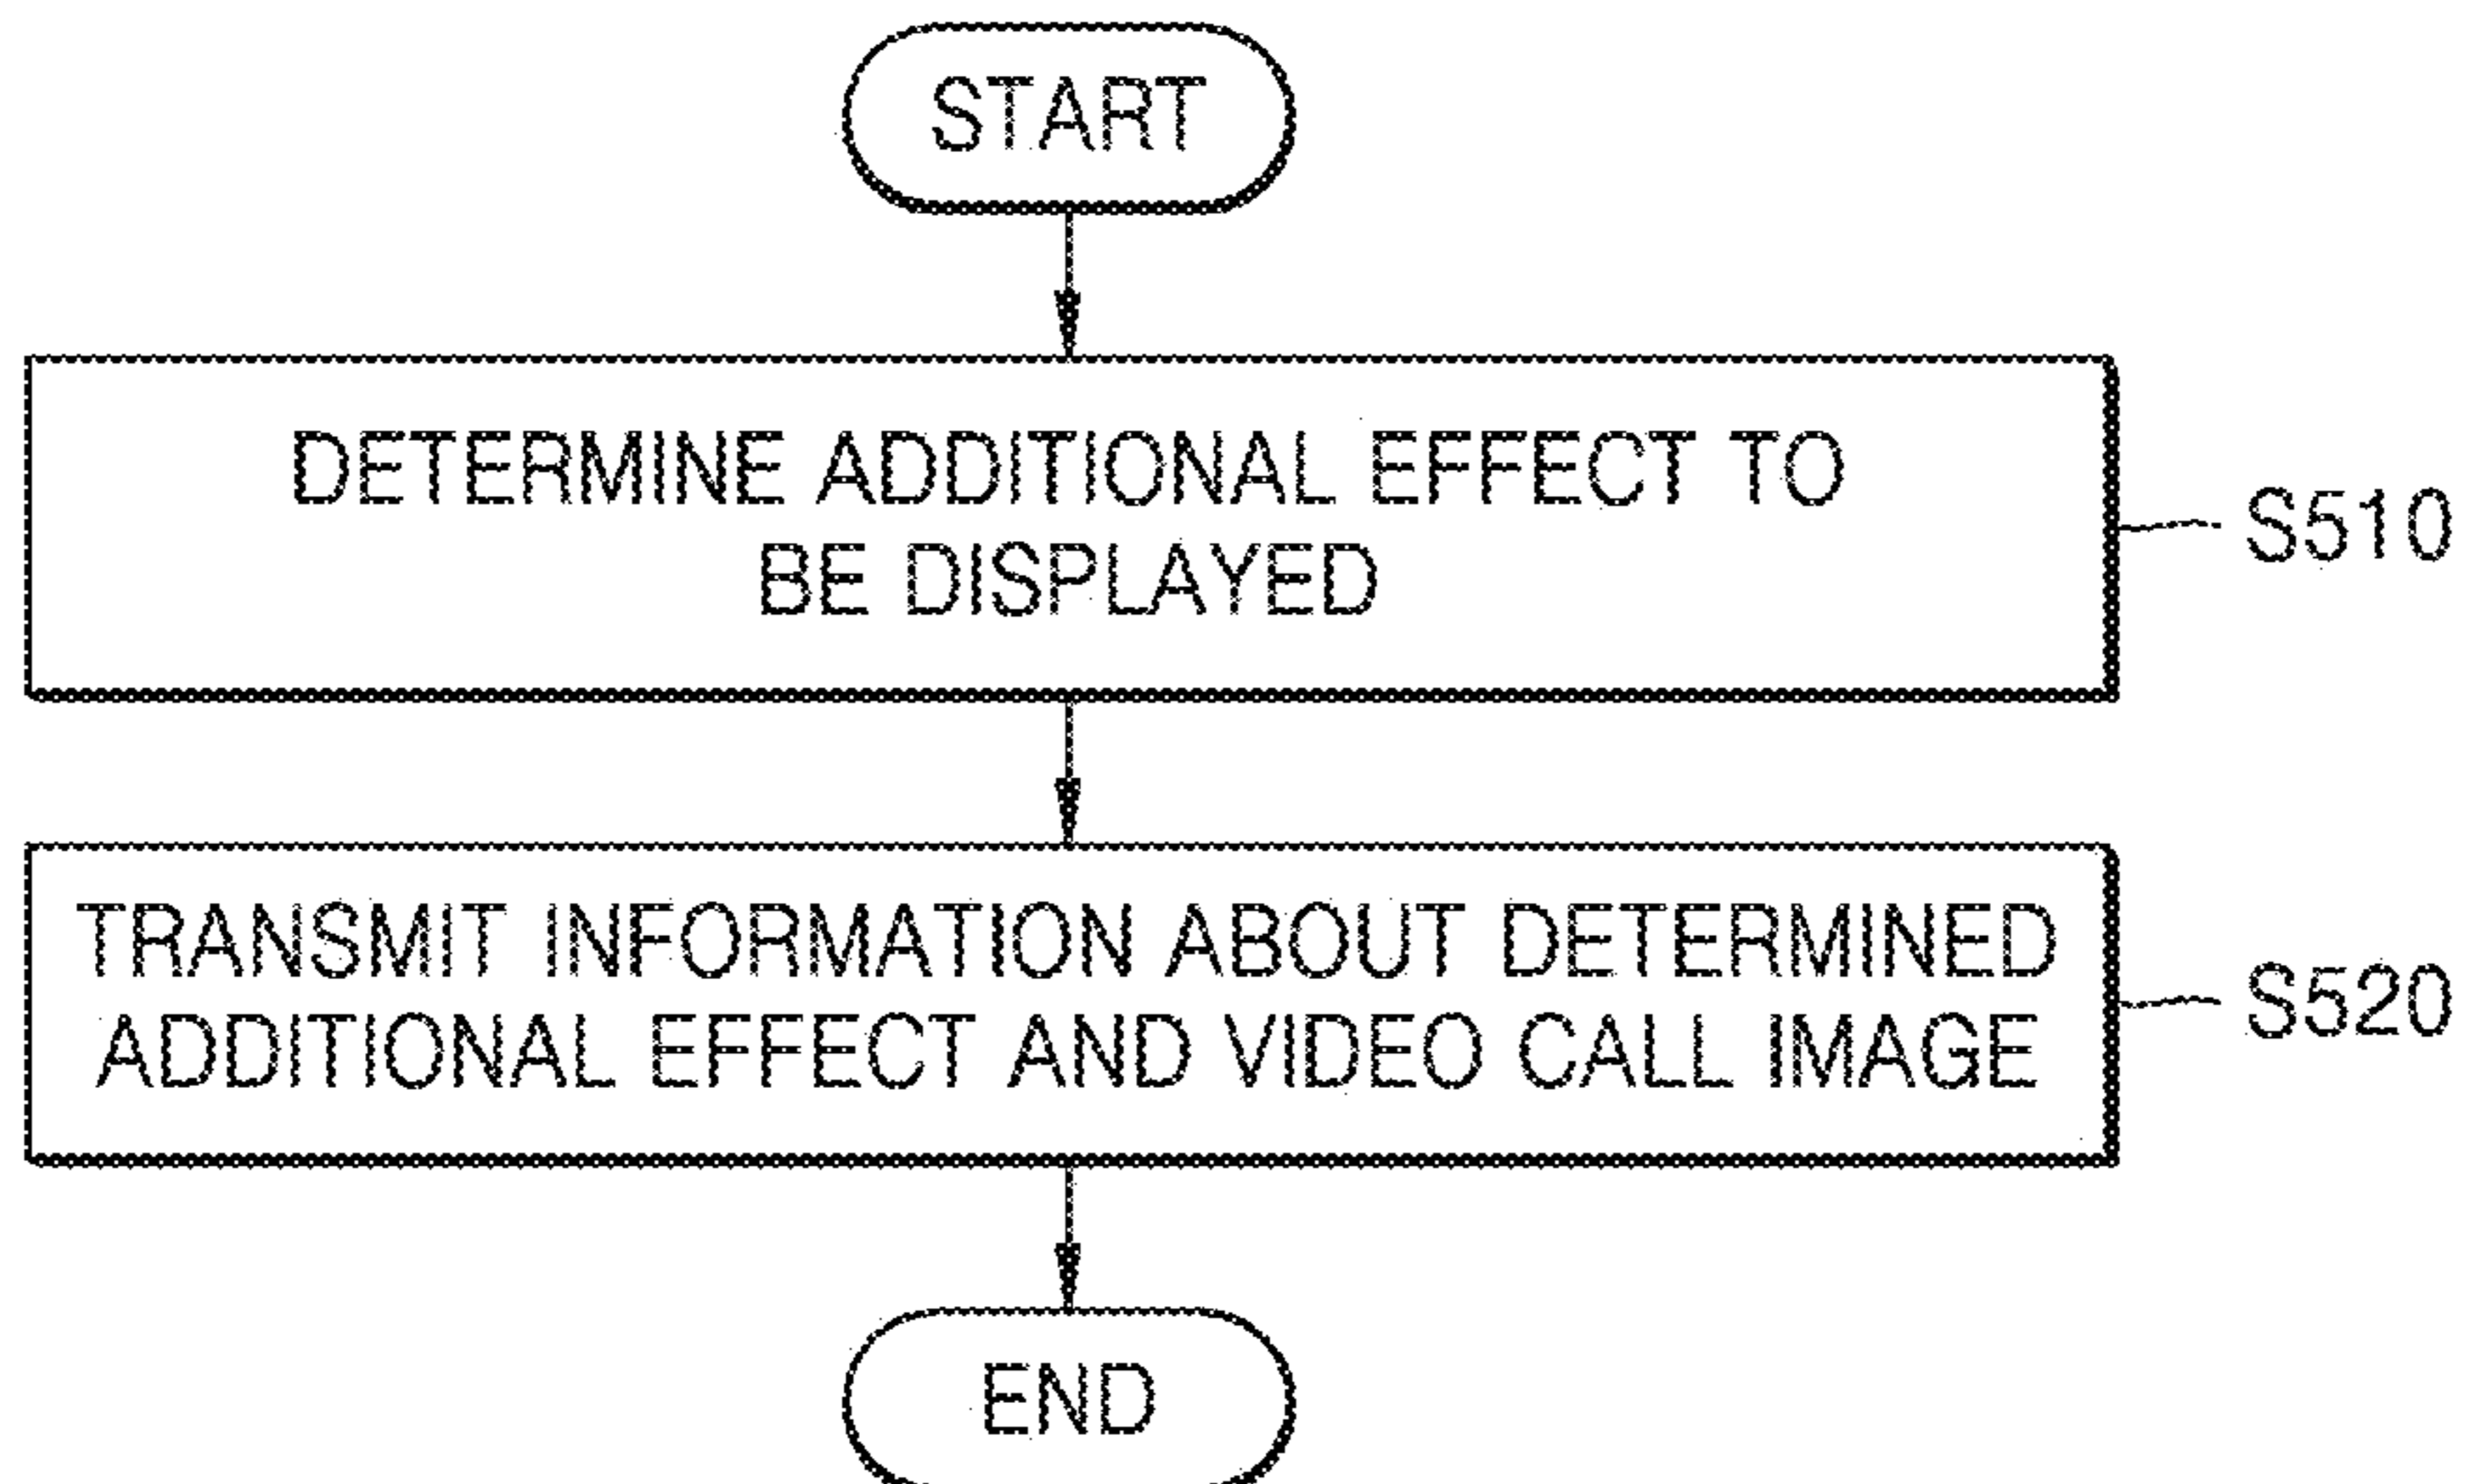 START
DETERMINE ADDITIONAL EFFECT TO
BE DISPLAYED
S510
TRANSMIT INFORMATION ABOUT DETERMINED
ADDITIONAL EFFECT AND VIDEO CALL IMAGE
S520
END